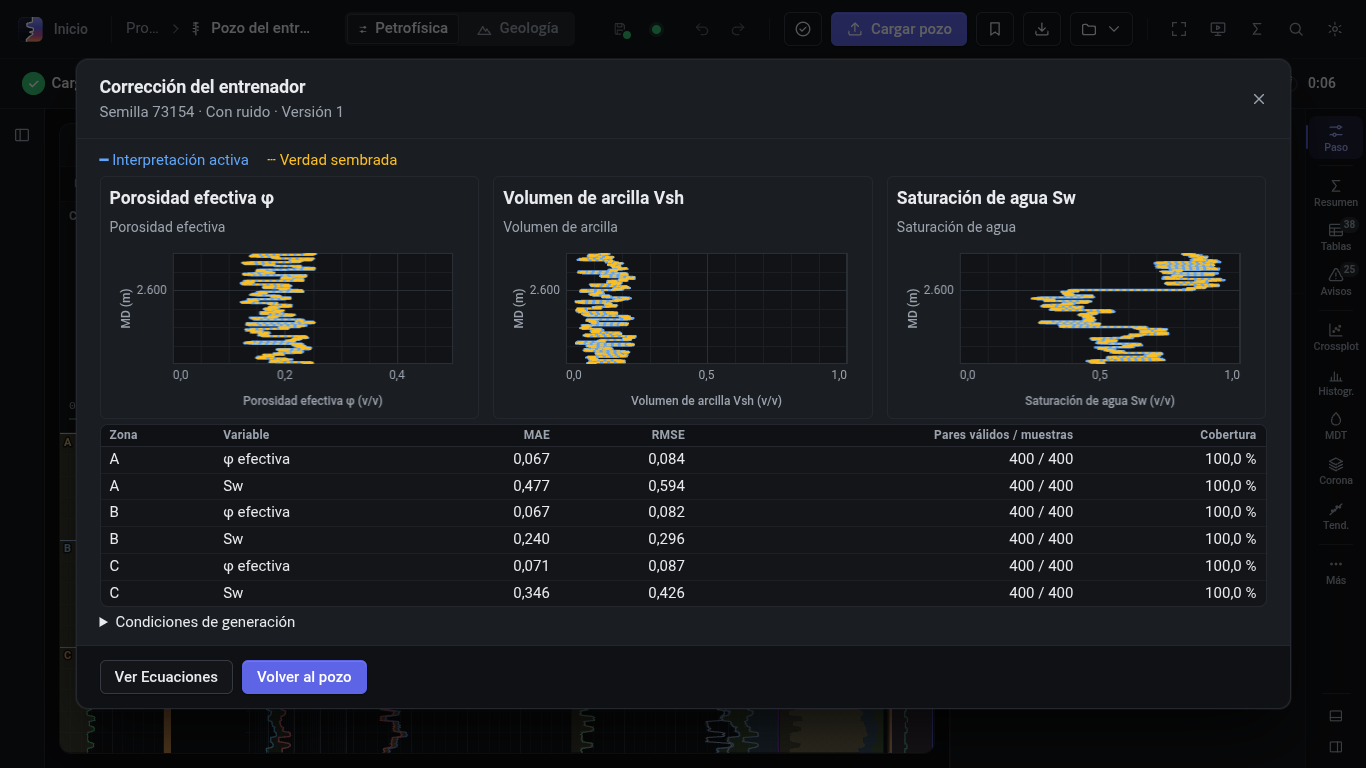 Inicio
Pro...
Pozo del entr...
Petrofísica
Geología
Cargar pozo
0:06
Corrección del entrenador
Semilla 73154 · Con ruido · Versión 1
Interpretación activa
Verdad sembrada
Porosidad efectiva φ
Porosidad efectiva
MD (m)
2.600
0,0 0,2 0,4
Porosidad efectiva φ (v/v)
Volumen de arcilla Vsh
Volumen de arcilla
MD (m)
2.600
0,0 0,5 1,0
Volumen de arcilla Vsh (v/v)
Saturación de agua Sw
Saturación de agua
MD (m)
2.600
0,0 0,5 1,0
Saturación de agua Sw (v/v)
Zona Variable MAE RMSE Pares válidos / muestras Cobertura
A φ efectiva 0,067 0,084 400 / 400 100,0 %
A Sw 0,477 0,594 400 / 400 100,0 %
B φ efectiva 0,067 0,082 400 / 400 100,0 %
B Sw 0,240 0,296 400 / 400 100,0 %
C φ efectiva 0,071 0,087 400 / 400 100,0 %
C Sw 0,346 0,426 400 / 400 100,0 %
Condiciones de generación
Ver Ecuaciones
Volver al pozo
A
B
C
Paso
Resumen
38
Tablas
25
Avisos
Crossplot
Histogr.
MDT
Corona
Tend.
Más